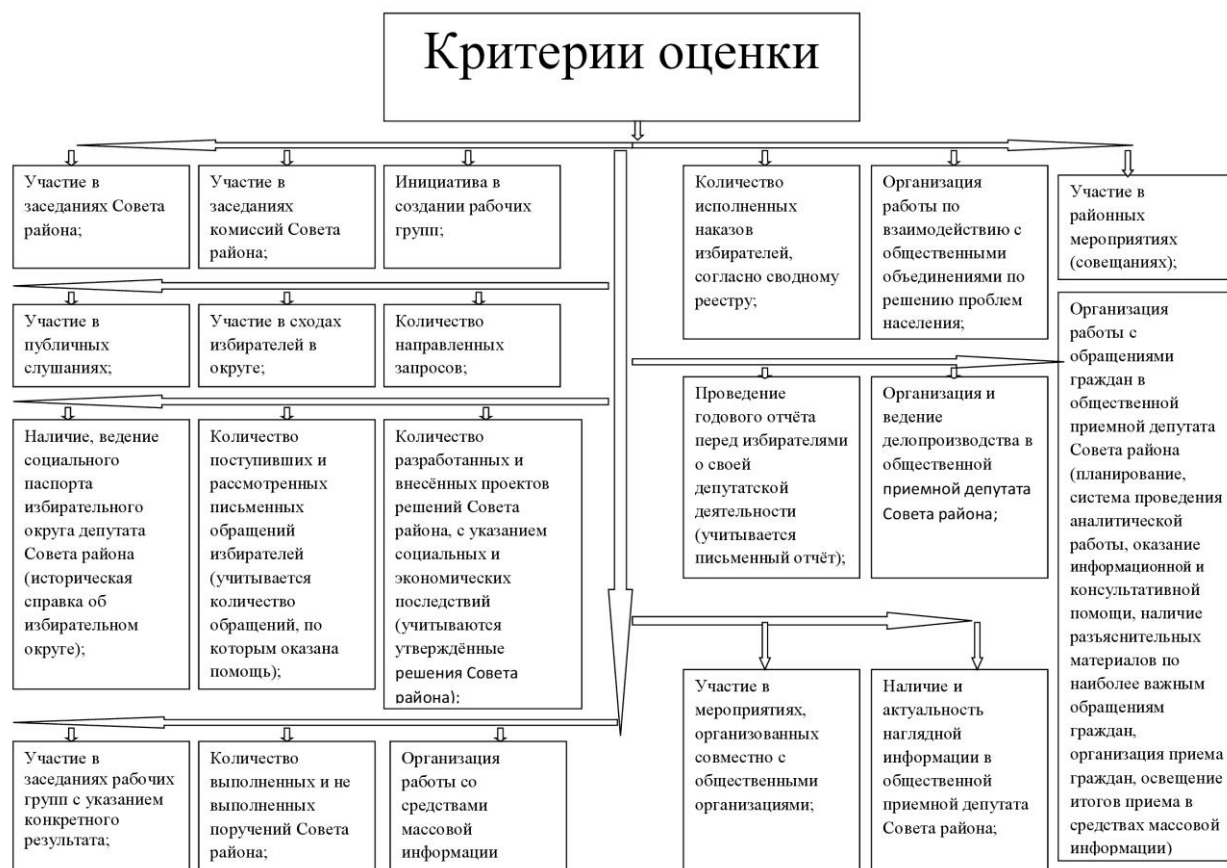 Критерии оценки
Участие в
заседаниях Совета
района;
Участие в
заседаниях
комиссий Совета
района;
Инициатива в
создании рабочих
групп;
Количество
исполненных
наказов
избирателей,
согласно сводному
реестру;
Организация
работы по
взаимодействию с
общественными
объединениями по
решению проблем
населения;
Участие в
районных
мероприятиях
(совещаниях);
Участие в
публичных
слушаниях;
Участие в сходах
избирателей в
округе;
Количество
направленных
запросов;
Проведение
годового отчёта
перед избирателями
о своей
депутатской
деятельности
(учитывается
письменный отчёт);
Организация и
ведение
делопроизводства в
общественной
приемной депутата
Совета района;
Организация
работы с
обращениями
граждан в
общественной
приемной депутата
Совета района
(планирование,
система проведения
аналитической
работы, оказание
информационной и
консультативной
помощи, наличие
разъяснительных
материалов по
наиболее важным
обращениям
граждан,
организация приема
граждан, освещение
итогов приема в
средствах массовой
информации)
Наличие, ведение
социального
паспорта
избирательного
округа депутата
Совета район
(историческая
справка об
избирательном
округе);
Количество
поступивших и
рассмотренных
письменных
обращений
избирателей
(учитывается
количество
обращений, по
которым оказана
помощь);
Количество
разработанных и
внесённых проектов
решений Совета
района, с указанием
социальных и
экономических
последствий
(учитываются
утверждённые
решения Совета
района);
Участие в
мероприятиях,
организованных
совместно с
общественными
организациями;
Наличие и
актуальность
наглядной
информации в
общественной
приемной депутата
Совета района;
Участие в
заседаниях рабочих
групп с указанием
конкретного
результата;
Количество
выполненных и не
выполненных
поручений Совета
района;
Организация
работы со
средствами
массовой
информации